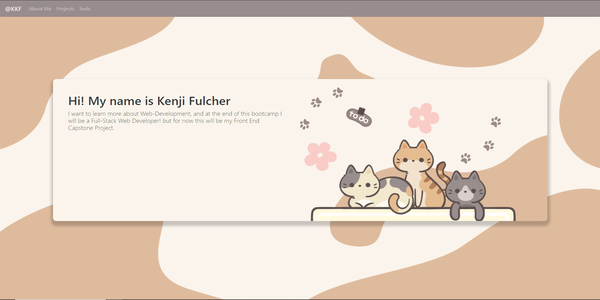 @KKF About Me Projects Tools
Hi! My name is Kenji Fulcher
I want to learn more about Web-Development, and at the end of this bootcamp I
will be a Full-Stack Web Developer! but for now this will be my Front End
Capstone Project.
To do